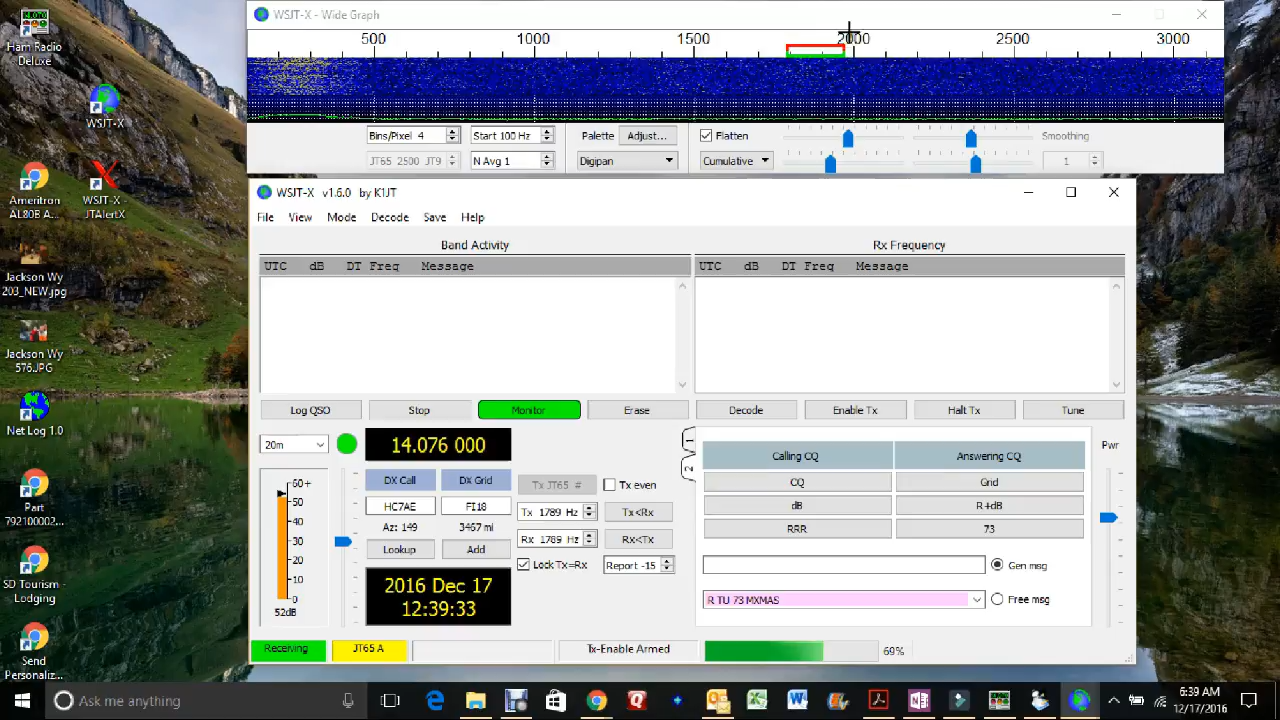 Ham Radio
Deluxe
WSJT-X
Ameritron
AL80B A...
WSJT-X -
JTAlertX
Jackson Wy
203_NEW.jpg
Jackson Wy
576.JPG
Net Log 1.0
Part
792100002...
SD Tourism -
Lodging
Send
Personaliz...
WSJT-X - Wide Graph
500 1000 1500 2000 2500 3000
Bins/Pixel 4 Start 100 Hz Palette Adjust... Flatten Smoothing
JT65 2500 JT9 N Avg 1 Digipan Cumulative 1
WSJT-X v1.6.0 by K1JT
File View Mode Decode Save Help
Band Activity Rx Frequency
UTC dB DT Freq Message UTC dB DT Freq Message
Log QSO Stop Monitor Erase Decode Enable Tx Halt Tx Tune
20m 14.076 000
1
2
Calling CQ Answering CQ
Pwr
60+
50
40
30
20
10
0
52dB
DX Call DX Grid Tx JT65 # Tx even
CQ Grid
HC7AE FI18 Tx 1789 Hz Tx<Rx
dB R+dB
Az: 149 3467 mi
RRR 73
Lookup Add Rx 1789 Hz Rx<Tx
Lock Tx=Rx Report -15
Gen msg
2016 Dec 17
12:39:33
R TU 73 MXMAS Free msg
Receiving JT65 A Tx-Enable Armed 69%
Ask me anything
6:39 AM
12/17/2016